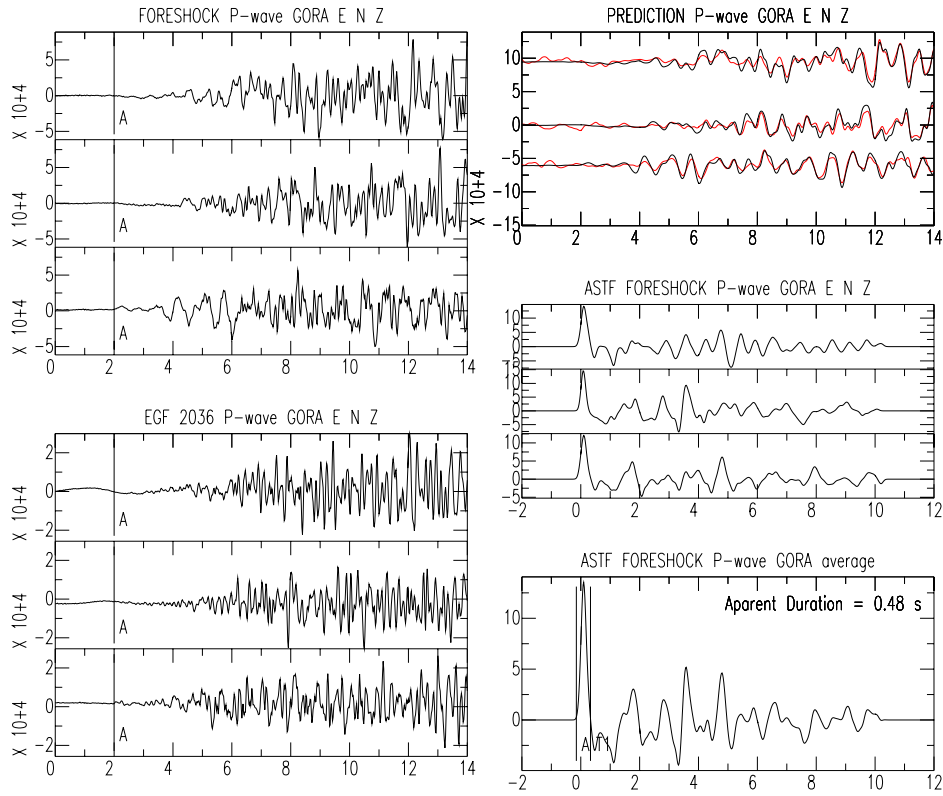 FORESHOCK P-wave GORA E N Z
5
0
-5
X 10+4
A
5
0
-5
X 10+4
A
5
0
-5
X 10+4
A
0 2 4 6 8 10 12 14
EGF 2036 P-wave GORA E N Z
2
0
-2
X 10+4
A
2
0
-2
X 10+4
A
2
0
-2
X 10+4
A
0 2 4 6 8 10 12 14
PREDICTION P-wave GORA E N Z
10
5
0
-5
-10
-15
X 10+4
0 2 4 6 8 10 12 14
ASTF FORESHOCK P-wave GORA E N Z
10
5
0
15
10
5
0
-5
10
5
0
-5
-2 0 2 4 6 8 10 12
ASTF FORESHOCK P-wave GORA average
Aparent Duration = 0.48 s
10
5
0
A
-2 0 2 4 6 8 10 12